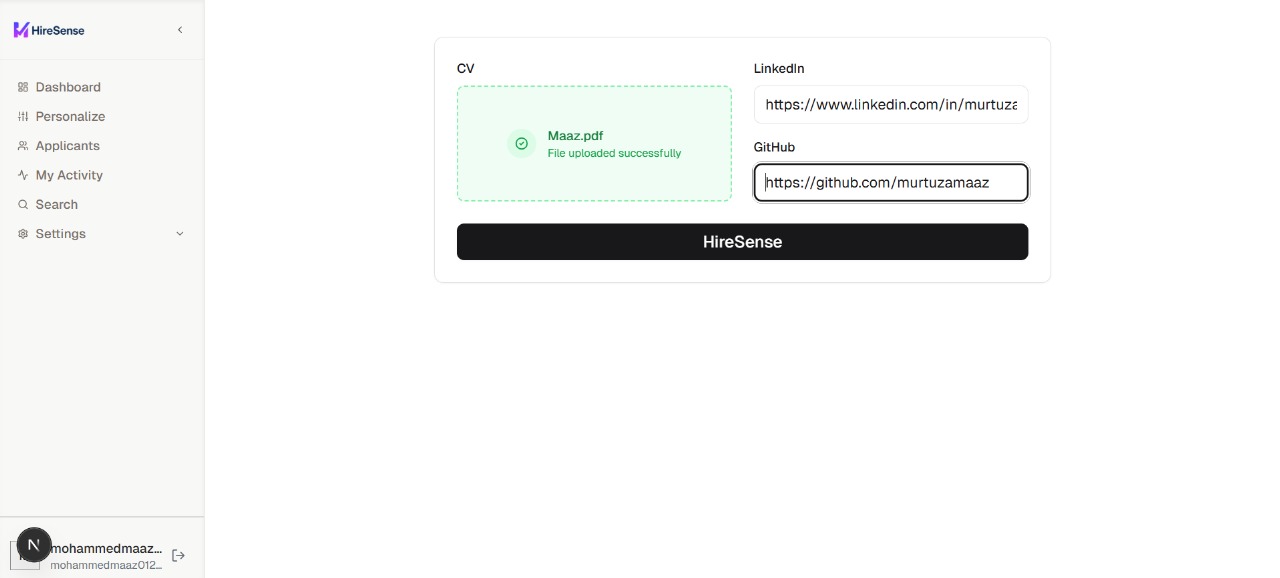 HireSense
Dashboard
Personalize
Applicants
My Activity
Search
Settings
N
mohammedmaaz...
mohammedmaaz012...
CV
Maaz.pdf
File uploaded successfully
LinkedIn
https://www.linkedin.com/in/murtuza
GitHub
https://github.com/murtuzamaaz
HireSense